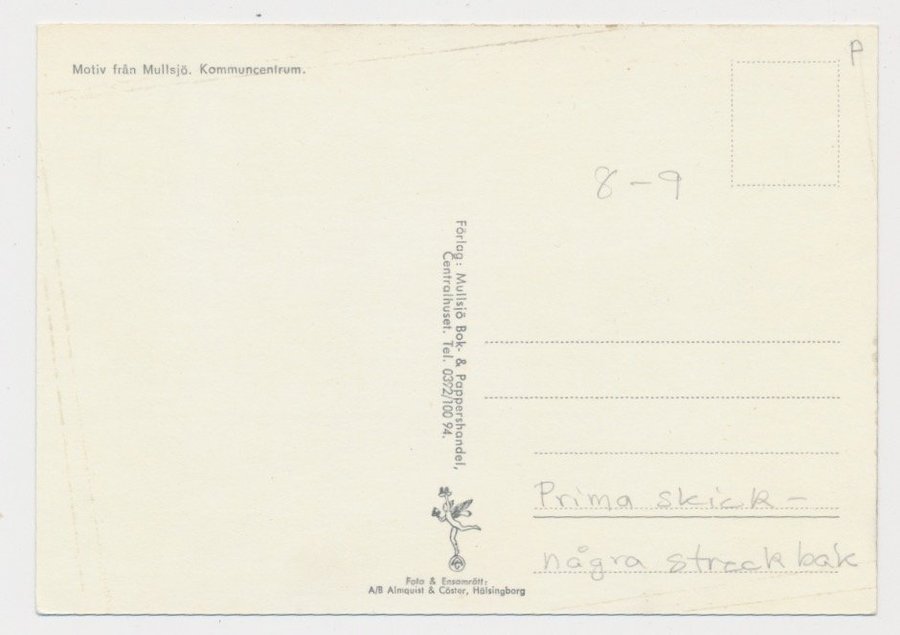 Motiv från Mullsjö. Kommuncentrum.
P
8-9
Förlag: Mullsjö Bok- & Pappershandel,
Centralhuset. Tel. 0392/100 94.
Prima skick -
några streck bak
Foto & Ensamrätt:
A/B Almquist & Cöster, Hälsingborg